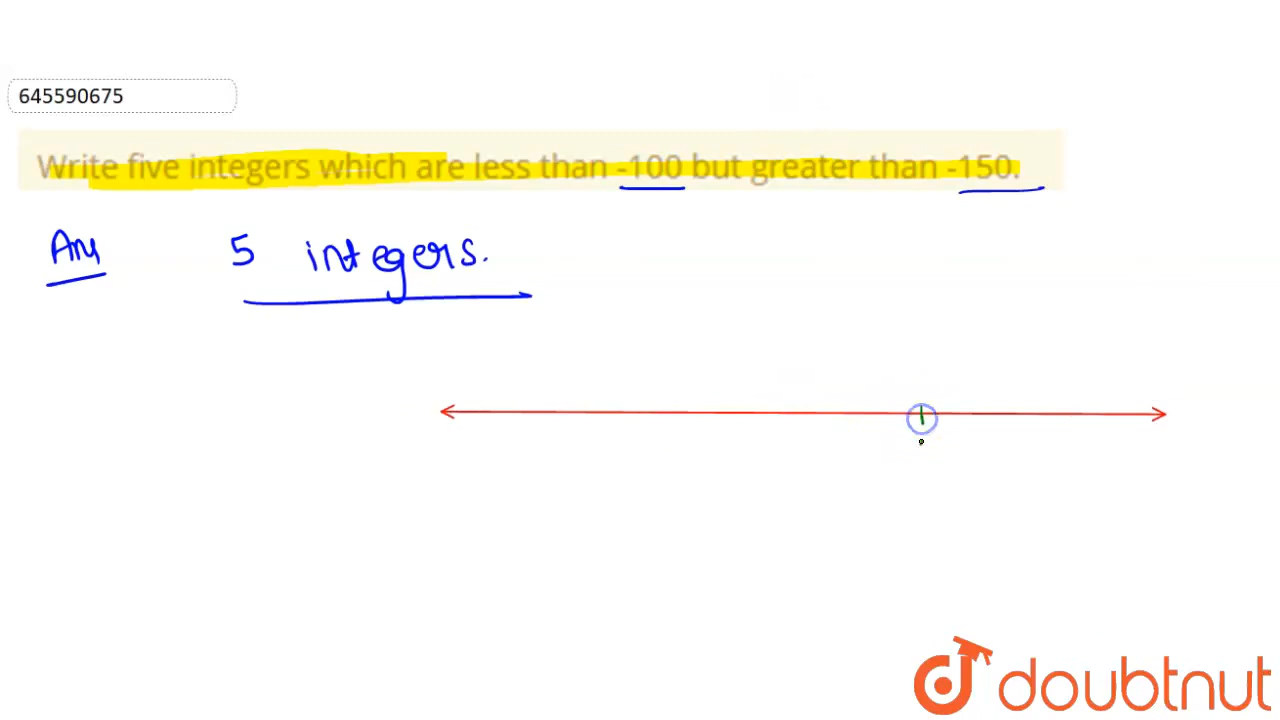 645590675
Write five integers which are less than -100 but greater than -150.
Ans 5 integers.
doubtnut